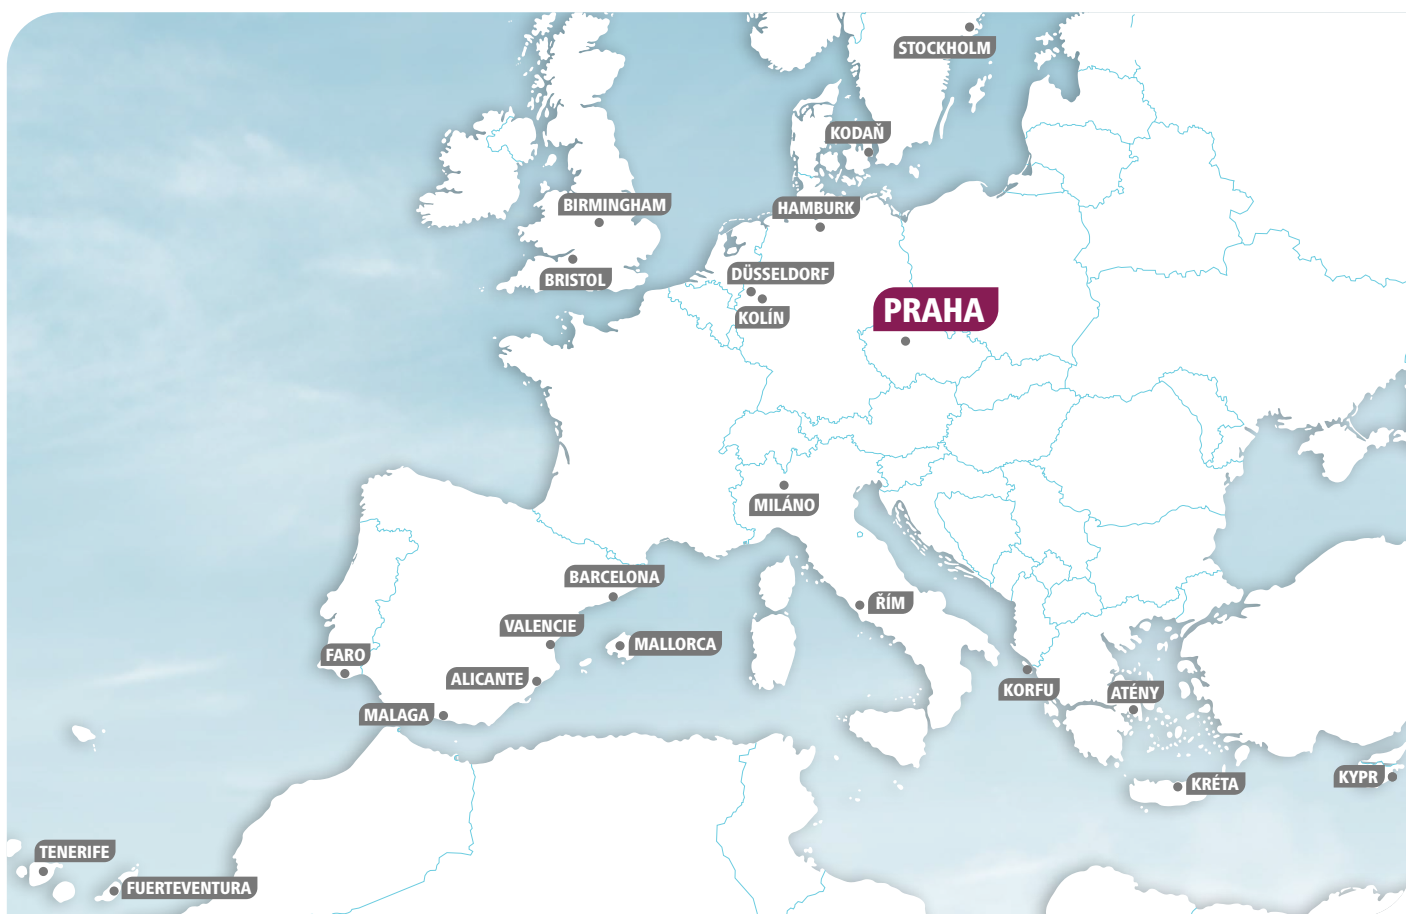 STOCKHOLM
KODAŇ
BIRMINGHAM
HAMBURK
BRISTOL
DÜSSELDORF
KOLÍN
PRAHA
MILÁNO
BARCELONA
ŘÍM
VALENCIE
MALLORCA
FARO
ALICANTE
KORFU
ATÉNY
MALAGA
KYPR
KRÉTA
TENERIFE
FUERTEVENTURA